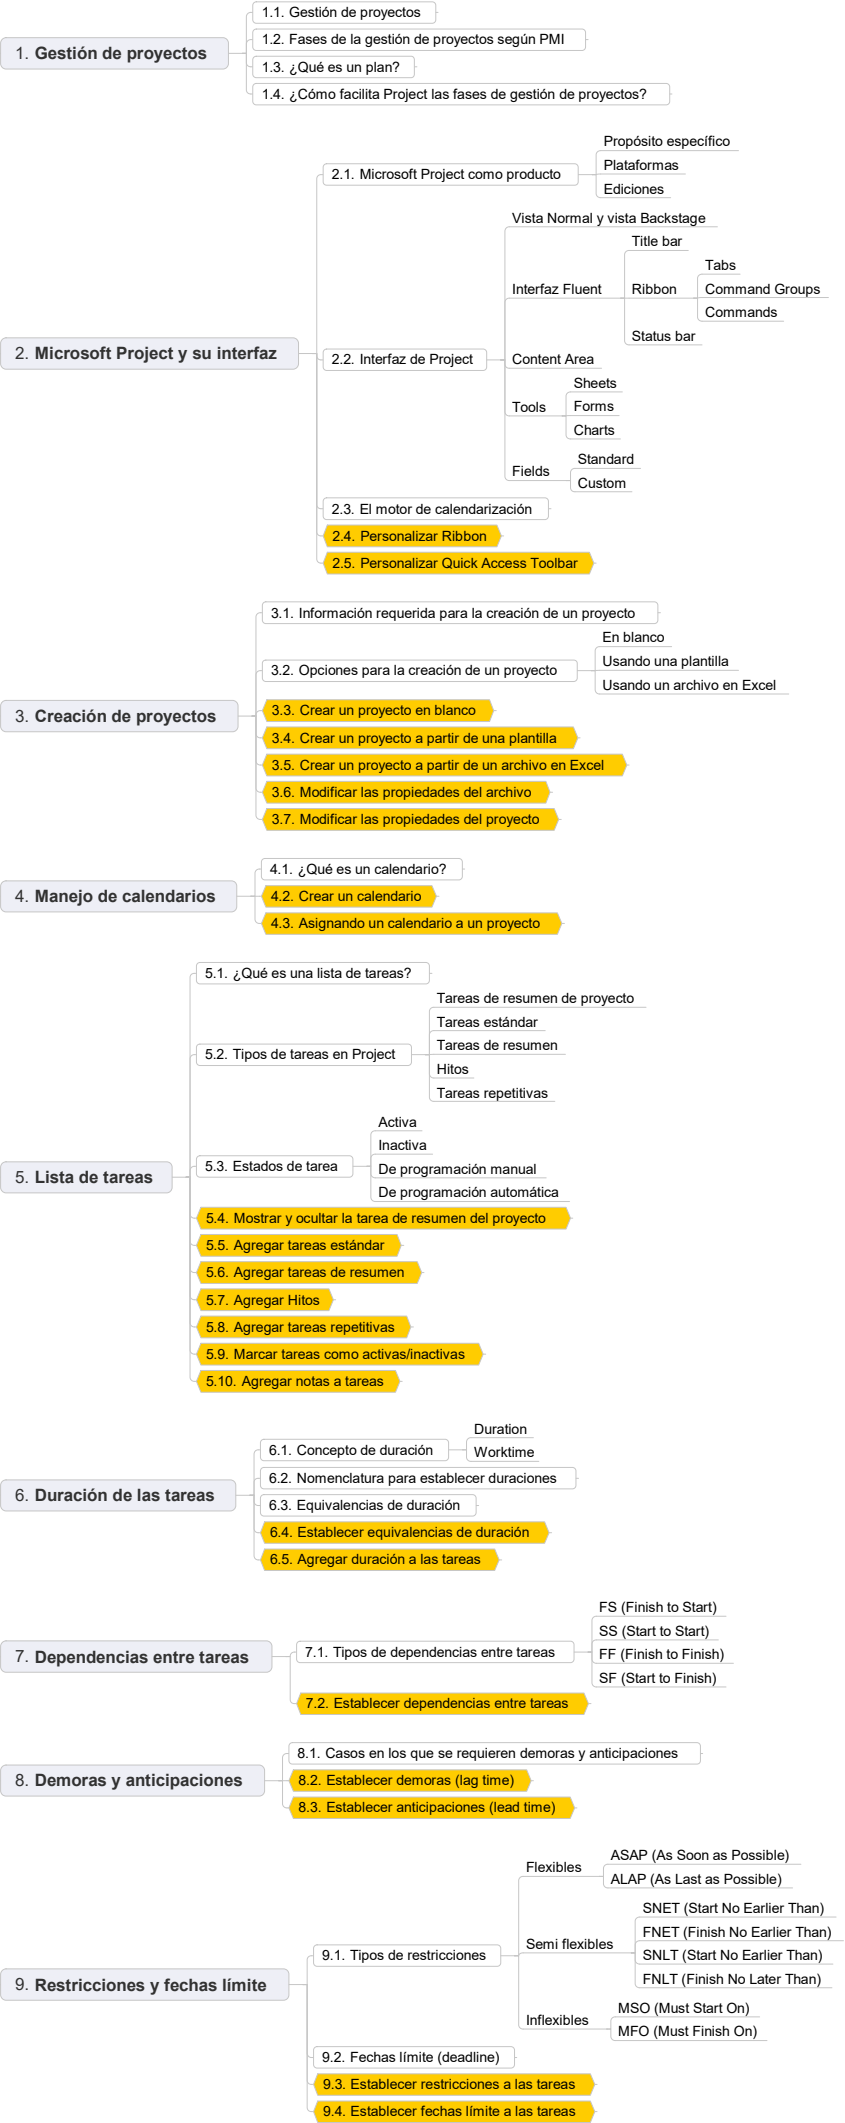 1. Gestión de proyectos
1.1. Gestión de proyectos
1.2. Fases de la gestión de proyectos según PMI
1.3. ¿Qué es un plan?
1.4. ¿Cómo facilita Project las fases de gestión de proyectos?
2. Microsoft Project y su interfaz
2.1. Microsoft Project como producto
Propósito específico
Plataformas
Ediciones
2.2. Interfaz de Project
Vista Normal y vista Backstage
Interfaz Fluent
Title bar
Ribbon
Tabs
Command Groups
Commands
Status bar
Content Area
Tools
Sheets
Forms
Charts
Fields
Standard
Custom
2.3. El motor de calendarización
2.4. Personalizar Ribbon
2.5. Personalizar Quick Access Toolbar
3. Creación de proyectos
3.1. Información requerida para la creación de un proyecto
3.2. Opciones para la creación de un proyecto
En blanco
Usando una plantilla
Usando un archivo en Excel
3.3. Crear un proyecto en blanco
3.4. Crear un proyecto a partir de una plantilla
3.5. Crear un proyecto a partir de un archivo en Excel
3.6. Modificar las propiedades del archivo
3.7. Modificar las propiedades del proyecto
4. Manejo de calendarios
4.1. ¿Qué es un calendario?
4.2. Crear un calendario
4.3. Asignando un calendario a un proyecto
5. Lista de tareas
5.1. ¿Qué es una lista de tareas?
5.2. Tipos de tareas en Project
Tareas de resumen de proyecto
Tareas estándar
Tareas de resumen
Hitos
Tareas repetitivas
5.3. Estados de tarea
Activa
Inactiva
De programación manual
De programación automática
5.4. Mostrar y ocultar la tarea de resumen del proyecto
5.5. Agregar tareas estándar
5.6. Agregar tareas de resumen
5.7. Agregar Hitos
5.8. Agregar tareas repetitivas
5.9. Marcar tareas como activas/inactivas
5.10. Agregar notas a tareas
6. Duración de las tareas
6.1. Concepto de duración
Duration
Worktime
6.2. Nomenclatura para establecer duraciones
6.3. Equivalencias de duración
6.4. Establecer equivalencias de duración
6.5. Agregar duración a las tareas
7. Dependencias entre tareas
7.1. Tipos de dependencias entre tareas
FS (Finish to Start)
SS (Start to Start)
FF (Finish to Finish)
SF (Start to Finish)
7.2. Establecer dependencias entre tareas
8. Demoras y anticipaciones
8.1. Casos en los que se requieren demoras y anticipaciones
8.2. Establecer demoras (lag time)
8.3. Establecer anticipaciones (lead time)
9. Restricciones y fechas límite
9.1. Tipos de restricciones
Flexibles
ASAP (As Soon as Possible)
ALAP (As Last as Possible)
Semi flexibles
SNET (Start No Earlier Than)
FNET (Finish No Earlier Than)
SNLT (Start No Earlier Than)
FNLT (Finish No Later Than)
Inflexibles
MSO (Must Start On)
MFO (Must Finish On)
9.2. Fechas límite (deadline)
9.3. Establecer restricciones a las tareas
9.4. Establecer fechas límite a las tareas